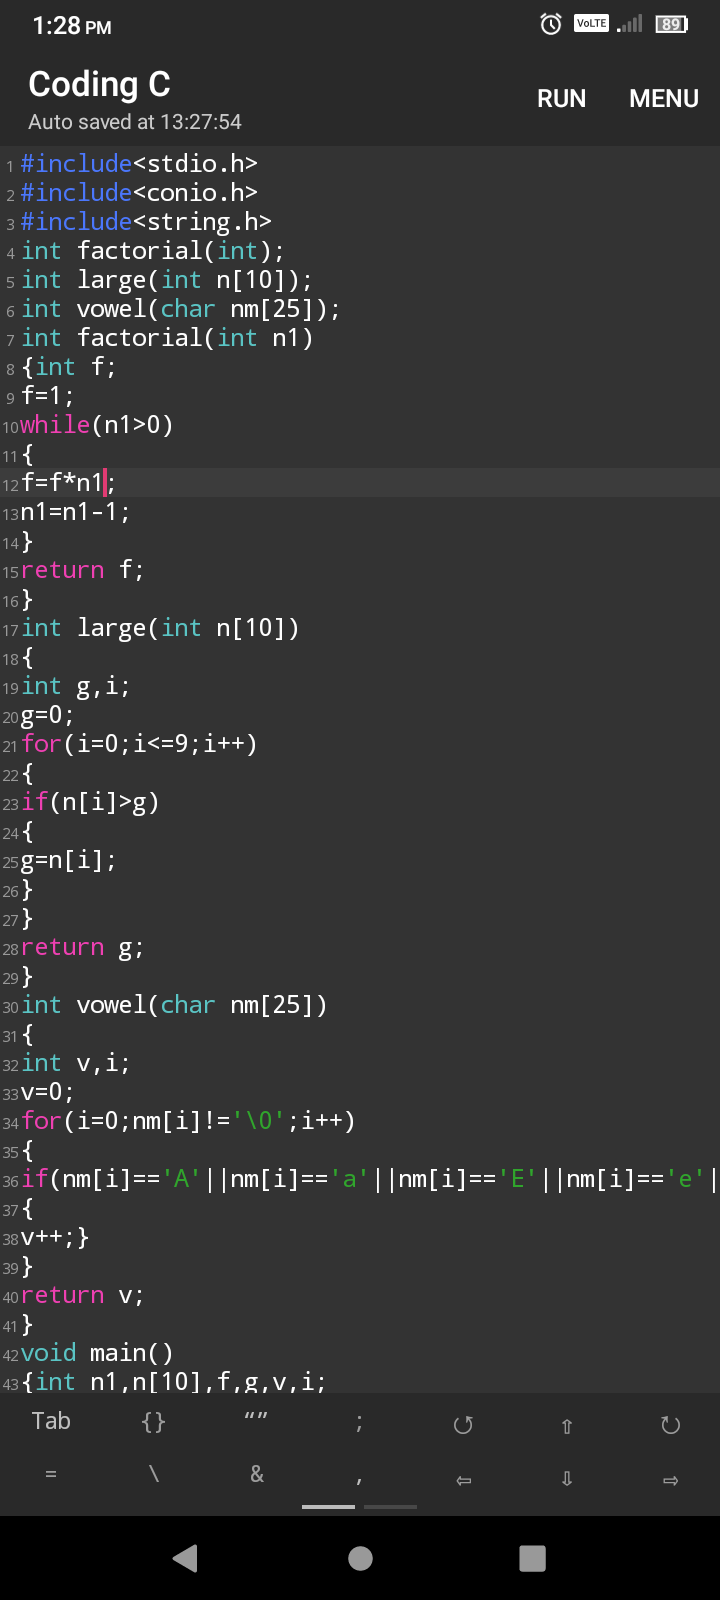 1:28 PM
VoLTE
89
Coding C
RUN
MENU
Auto saved at 13:27:54
1 #include<stdio.h>
2 #include<conio.h>
3 #include<string.h>
4 int factorial(int);
5 int large(int n[10]);
6 int vowel(char nm[25]);
7 int factorial(int n1)
8 {int f;
9 f=1;
10 while(n1>0)
11 {
12 f=f*n1;
13 n1=n1-1;
14 }
15 return f;
16 }
17 int large(int n[10])
18 {
19 int g,i;
20 g=0;
21 for(i=0;i<=9;i++)
22 {
23 if(n[i]>g)
24 {
25 g=n[i];
26 }
27 }
28 return g;
29 }
30 int vowel(char nm[25])
31 {
32 int v,i;
33 v=0;
34 for(i=0;nm[i]!='\0';i++)
35 {
36 if(nm[i]=='A'||nm[i]=='a'||nm[i]=='E'||nm[i]=='e'|
37 {
38 v++;}
39 }
40 return v;
41 }
42 void main()
43 {int n1,n[10],f,g,v,i;
Tab {} “” ; ↺ ⇧ ↻
= \ & , ⇦ ⇩ ⇨